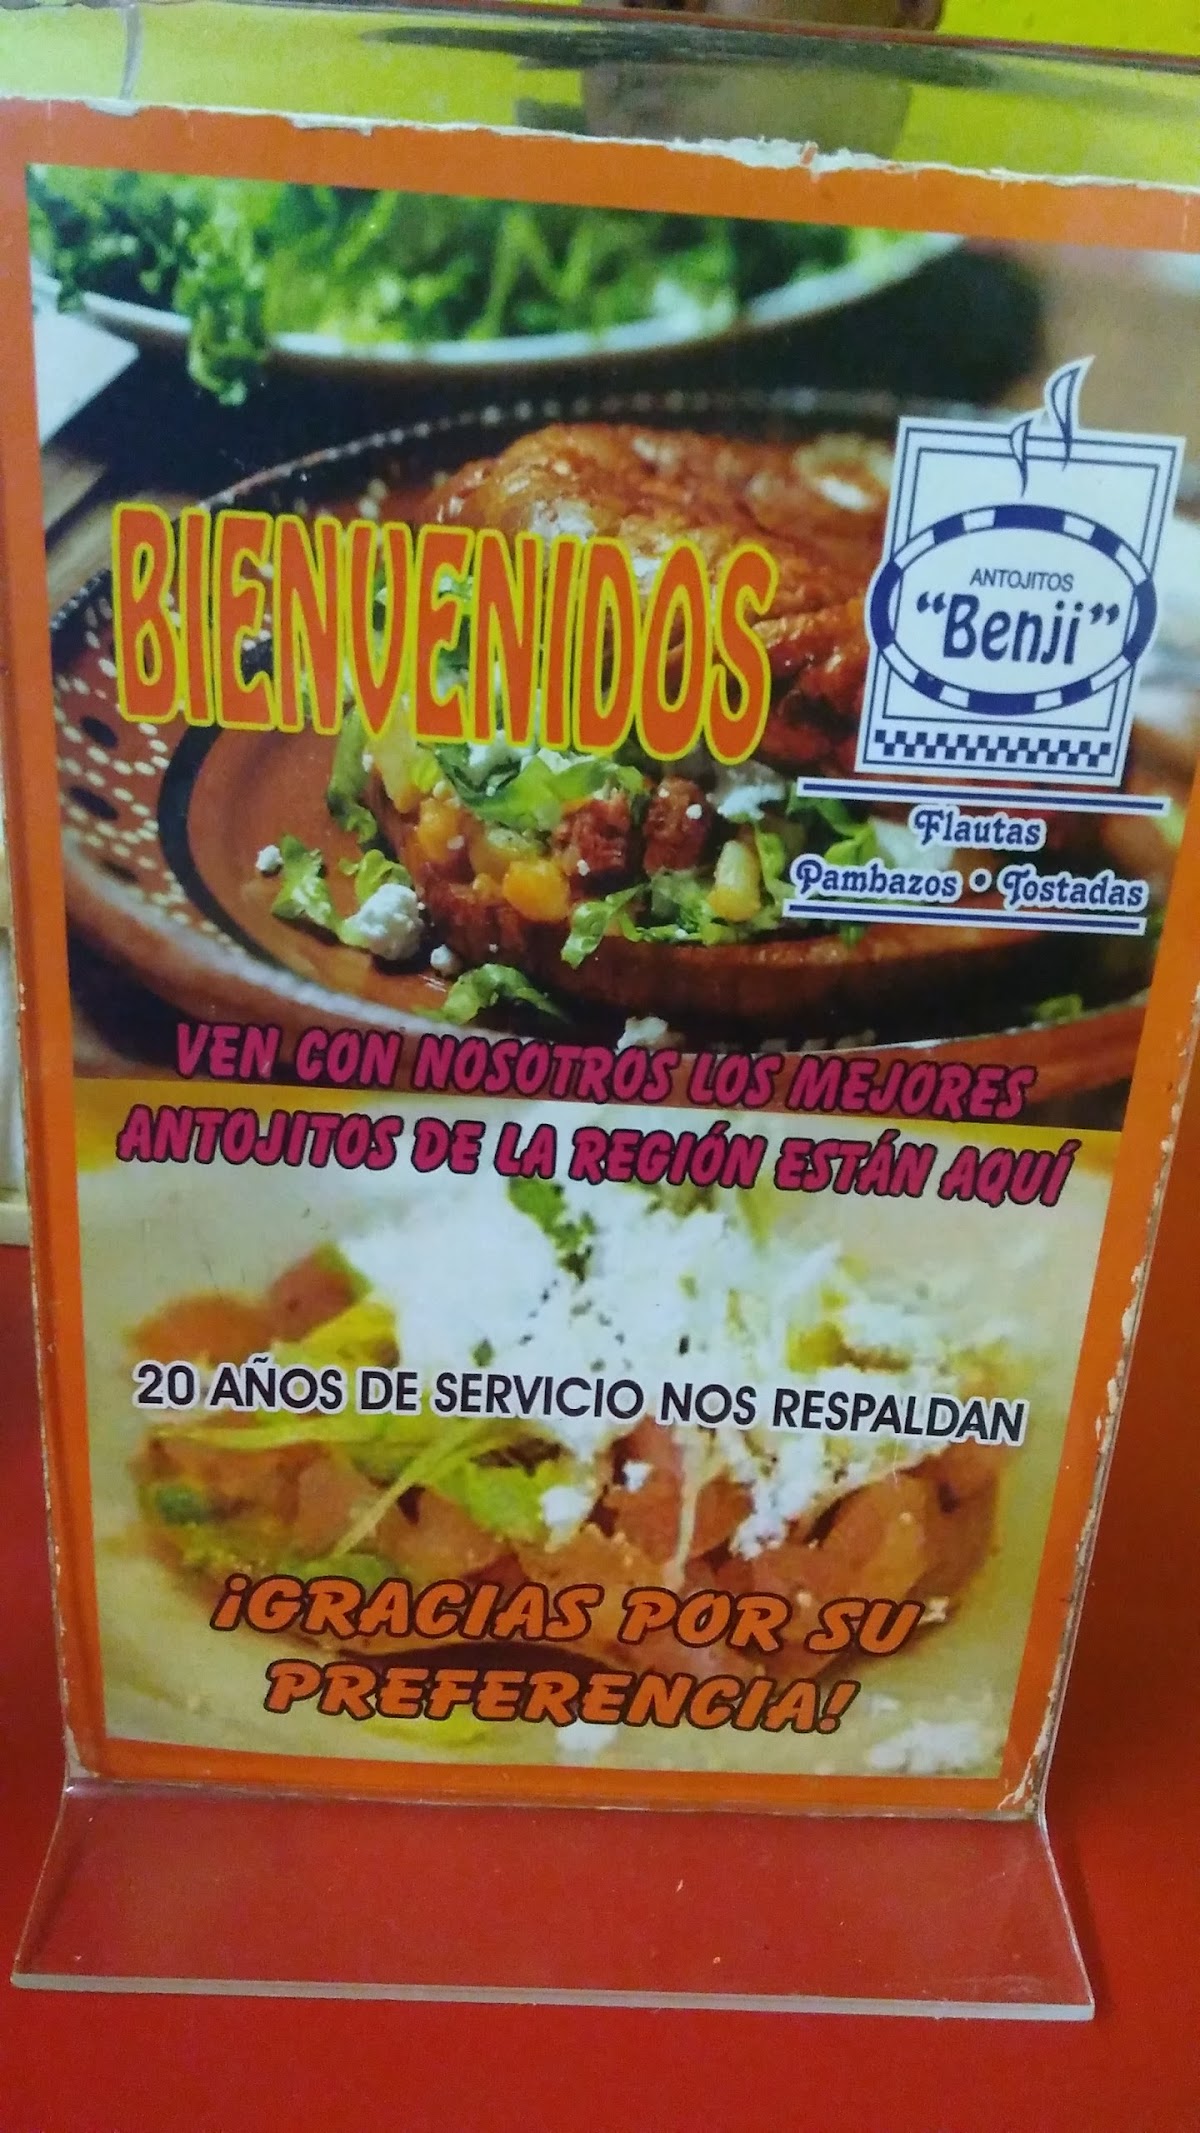 BIENVENIDOS
ANTOJITOS
“Benji”
Flautas
Pambazos • Tostadas
VEN CON NOSOTROS LOS MEJORES
ANTOJITOS DE LA REGIÓN ESTÁN AQUÍ
20 AÑOS DE SERVICIO NOS RESPALDAN
¡GRACIAS POR SU
PREFERENCIA!